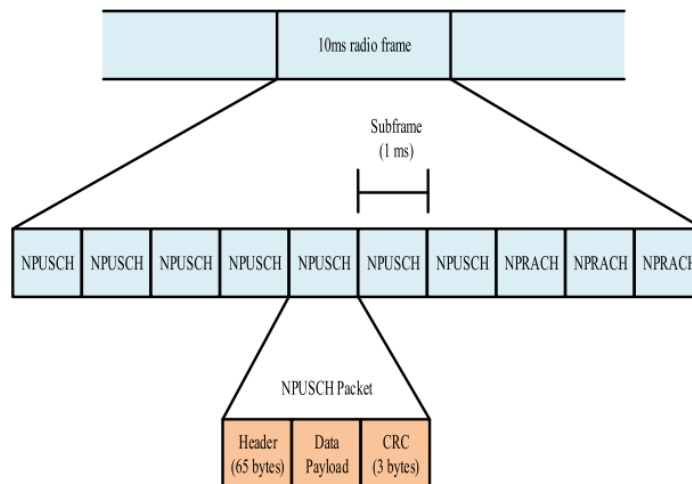 10ms radio frame
Subframe
(1 ms)
NPUSCH NPUSCH NPUSCH NPUSCH NPUSCH NPUSCH NPUSCH NPRACH NPRACH NPRACH
NPUSCH Packet
Header Data CRC
(65 bytes) Payload (3 bytes)